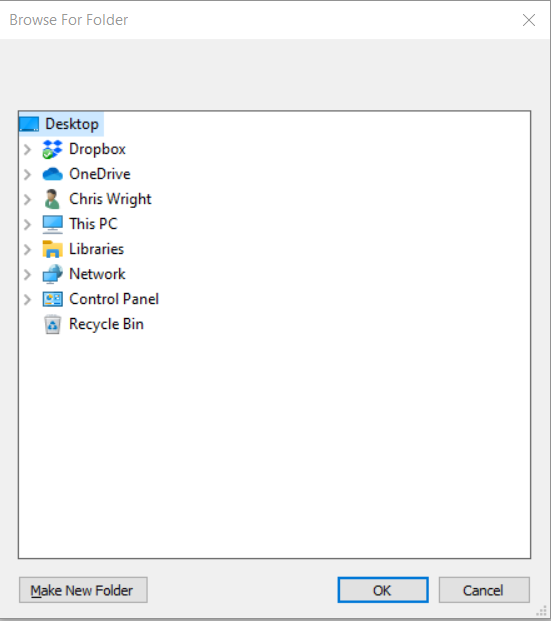 Browse For Folder
Desktop
Dropbox
OneDrive
Chris Wright
This PC
Libraries
Network
Control Panel
Recycle Bin
Make New Folder
OK
Cancel